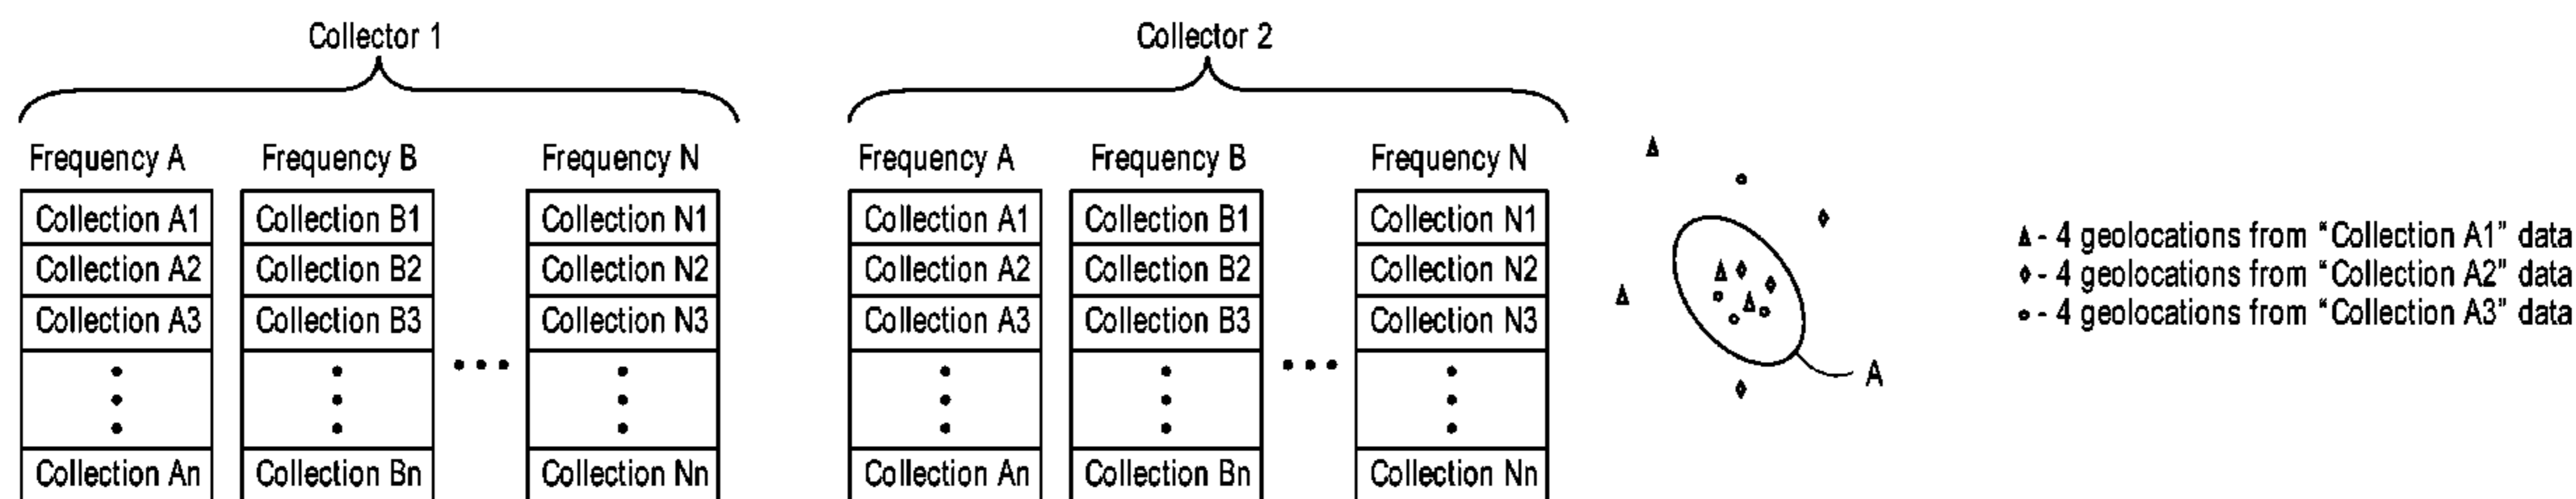 Collector 1
Collector 2
Frequency A Frequency B Frequency N
Frequency A Frequency B Frequency N
Collection A1 Collection B1 Collection N1
Collection A2 Collection B2 Collection N2
Collection A3 Collection B3 Collection N3
Collection An Collection Bn Collection Nn
Collection A1 Collection B1 Collection N1
Collection A2 Collection B2 Collection N2
Collection A3 Collection B3 Collection N3
Collection An Collection Bn Collection Nn
A
- 4 geolocations from "Collection A1" data
- 4 geolocations from "Collection A2" data
- 4 geolocations from "Collection A3" data